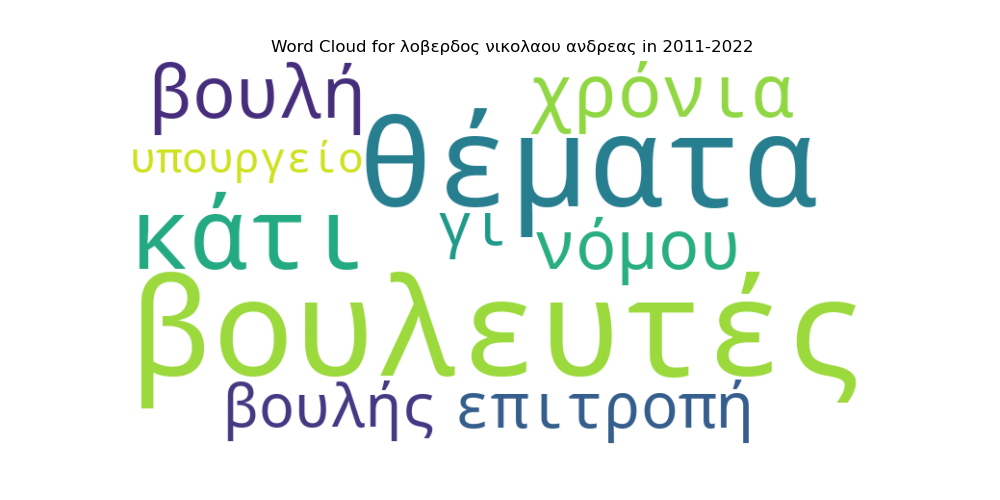 Word Cloud for λοβερδος νικολαου ανδρεας in 2011-2022
βουλή
χρόνια
θέματα
υπουργείο
κάτι
γι
νόμου
βουλευτές
βουλής
επιτροπή